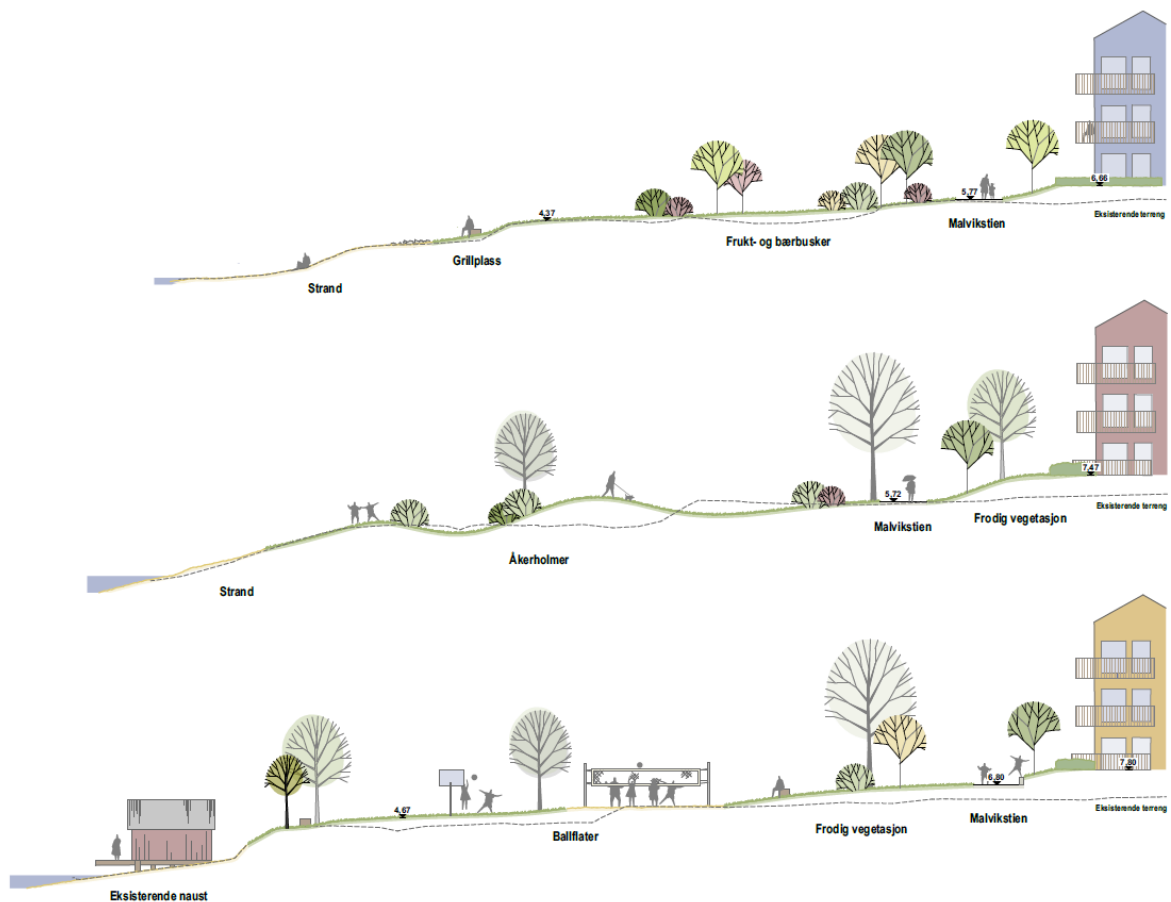 6,66
5,77
4,37
Eksisterende terreng
Malvikstien
Frukt- og bærbusker
Grillplass
Strand
7,47
5,72
Eksisterende terreng
Malvikstien
Frodig vegetasjon
Åkerholmer
Strand
7,80
6,80
4,67
Eksisterende terreng
Malvikstien
Frodig vegetasjon
Ballflater
Eksisterende naust